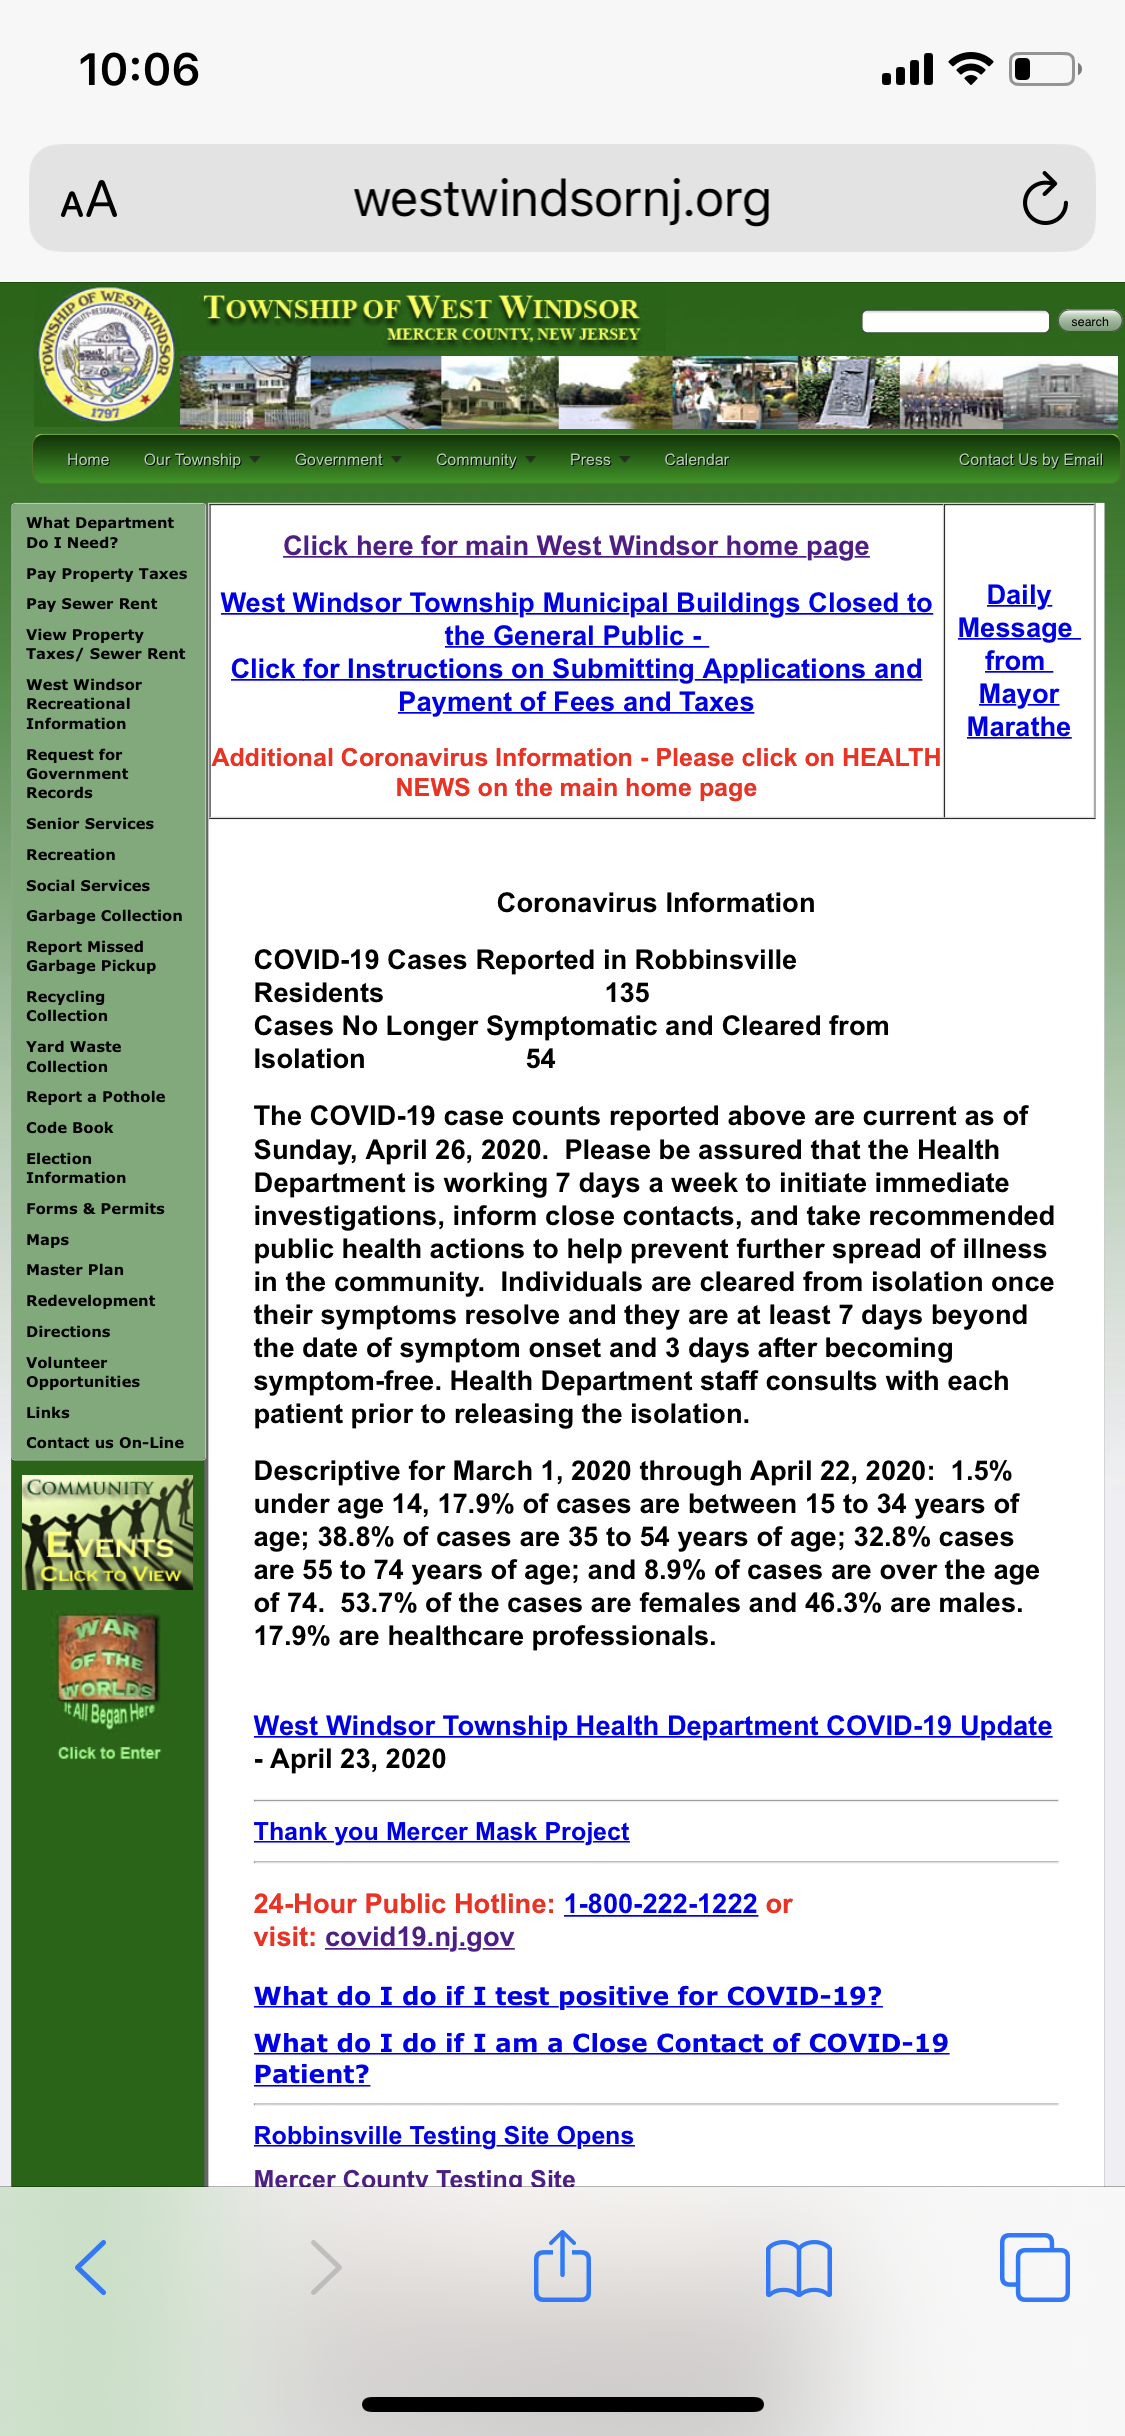 10:06
AA
westwindsornj.org
TOWNSHIP OF WEST WINDSOR
TRANQUILITY-RESEARCH-KNOWLEDGE
1797
TOWNSHIP OF WEST WINDSOR
MERCER COUNTY, NEW JERSEY
search
Home
Our Township
Government
Community
Press
Calendar
Contact Us by Email
What Department
Do I Need?
Pay Property Taxes
Pay Sewer Rent
View Property
Taxes/ Sewer Rent
West Windsor
Recreational
Information
Request for
Government
Records
Senior Services
Recreation
Social Services
Garbage Collection
Report Missed
Garbage Pickup
Recycling
Collection
Yard Waste
Collection
Report a Pothole
Code Book
Election
Information
Forms & Permits
Maps
Master Plan
Redevelopment
Directions
Volunteer
Opportunities
Links
Contact us On-Line
COMMUNITY
EVENTS
CLICK TO VIEW
WAR
OF THE
WORLDS
It All Began Here
Click to Enter
Click here for main West Windsor home page
West Windsor Township Municipal Buildings Closed to
the General Public -
Click for Instructions on Submitting Applications and
Payment of Fees and Taxes
Additional Coronavirus Information - Please click on HEALTH
NEWS on the main home page
Daily
Message
from
Mayor
Marathe
Coronavirus Information
COVID-19 Cases Reported in Robbinsville
Residents 135
Cases No Longer Symptomatic and Cleared from
Isolation 54
The COVID-19 case counts reported above are current as of
Sunday, April 26, 2020. Please be assured that the Health
Department is working 7 days a week to initiate immediate
investigations, inform close contacts, and take recommended
public health actions to help prevent further spread of illness
in the community. Individuals are cleared from isolation once
their symptoms resolve and they are at least 7 days beyond
the date of symptom onset and 3 days after becoming
symptom-free. Health Department staff consults with each
patient prior to releasing the isolation.
Descriptive for March 1, 2020 through April 22, 2020: 1.5%
under age 14, 17.9% of cases are between 15 to 34 years of
age; 38.8% of cases are 35 to 54 years of age; 32.8% cases
are 55 to 74 years of age; and 8.9% of cases are over the age
of 74. 53.7% of the cases are females and 46.3% are males.
17.9% are healthcare professionals.
West Windsor Township Health Department COVID-19 Update
- April 23, 2020
Thank you Mercer Mask Project
24-Hour Public Hotline: 1-800-222-1222 or
visit: covid19.nj.gov
What do I do if I test positive for COVID-19?
What do I do if I am a Close Contact of COVID-19
Patient?
Robbinsville Testing Site Opens
Mercer County Testing Site